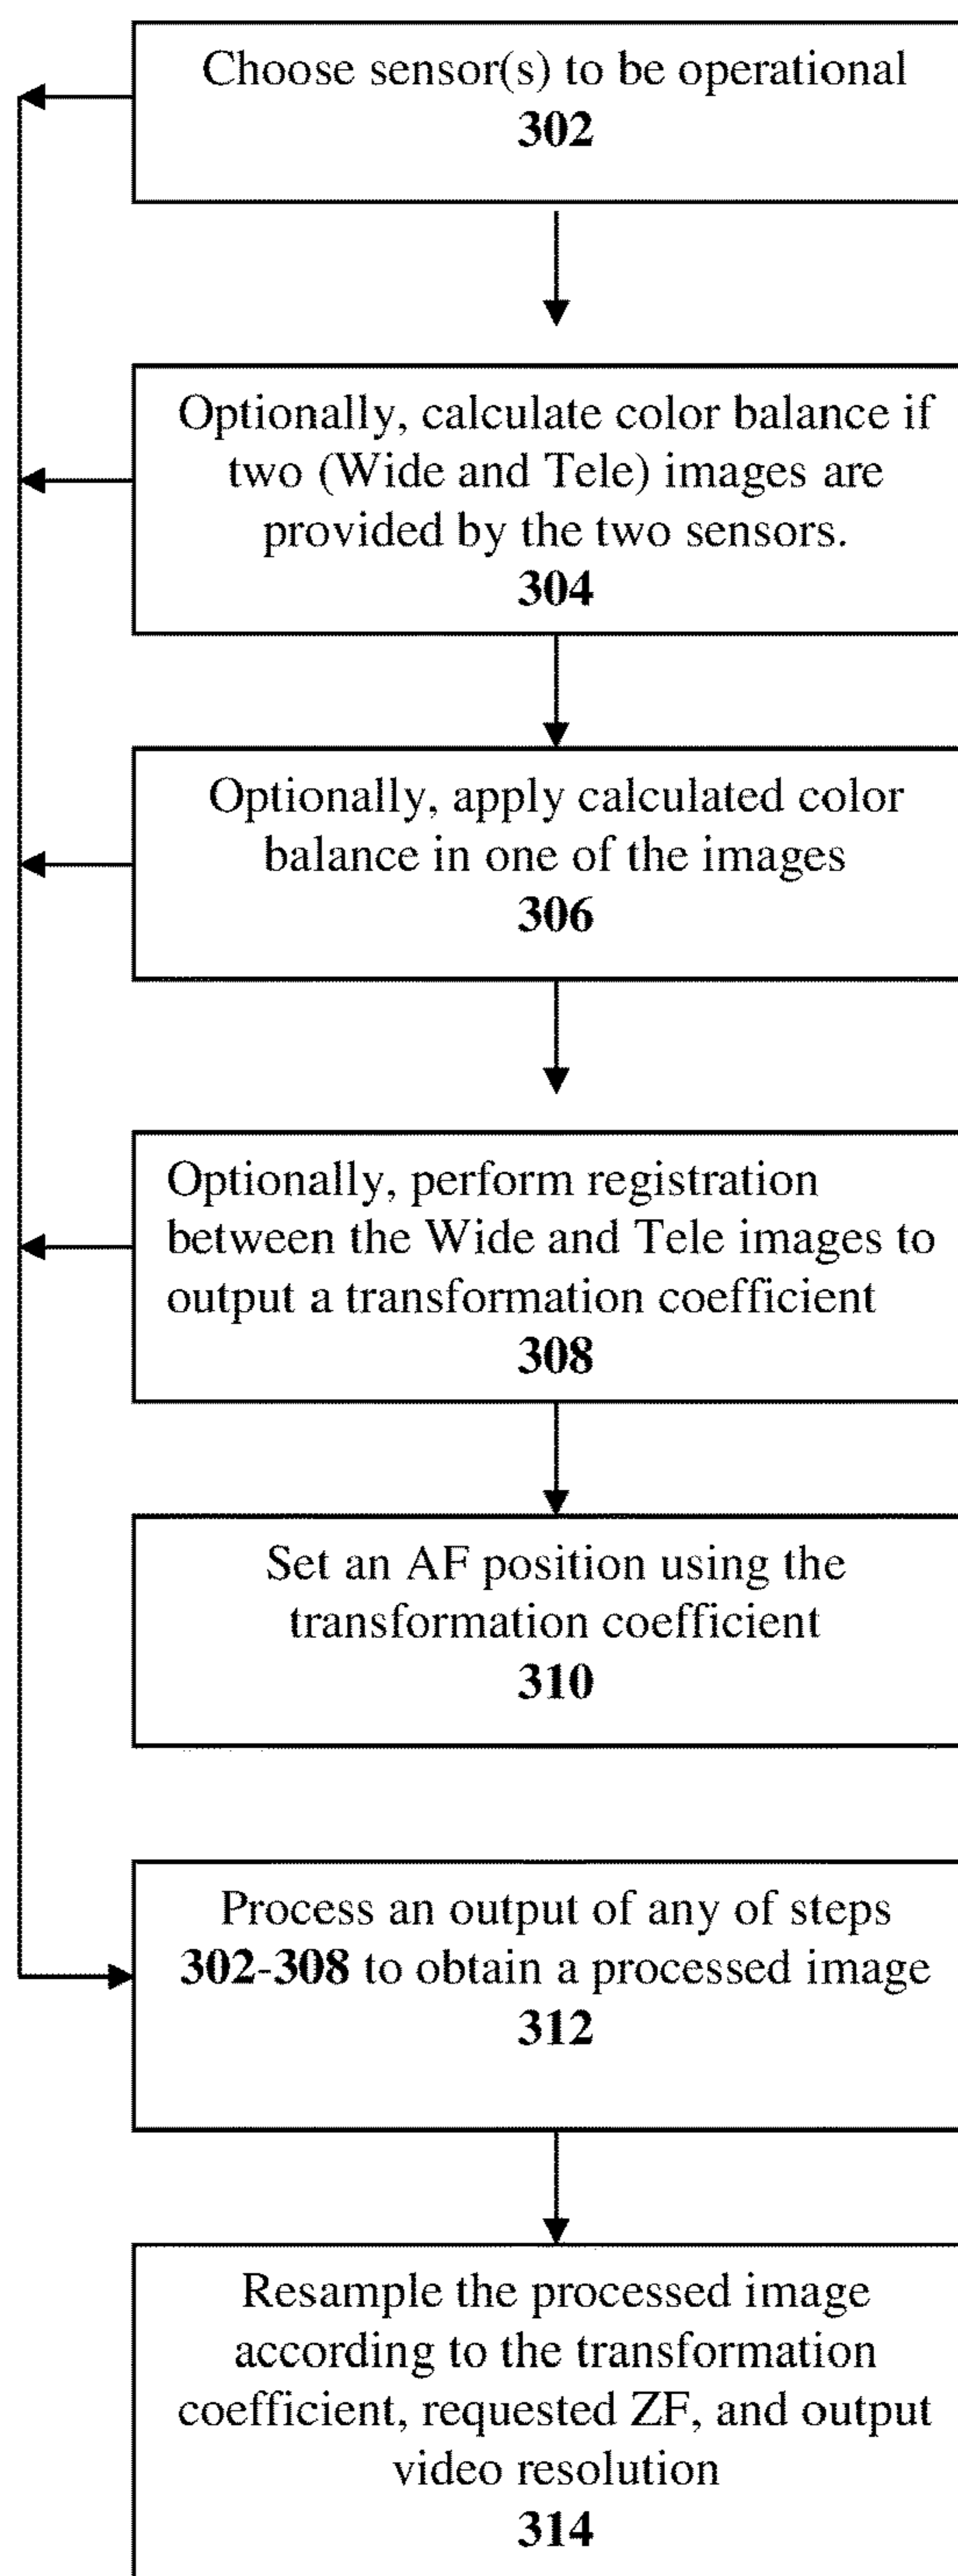 Choose sensor(s) to be operational
302
Optionally, calculate color balance if
two (Wide and Tele) images are
provided by the two sensors.
304
Optionally, apply calculated color
balance in one of the images
306
Optionally, perform registration
between the Wide and Tele images to
output a transformation coefficient
308
Set an AF position using the
transformation coefficient
310
Process an output of any of steps
302-308 to obtain a processed image
312
Resample the processed image
according to the transformation
coefficient, requested ZF, and output
video resolution
314